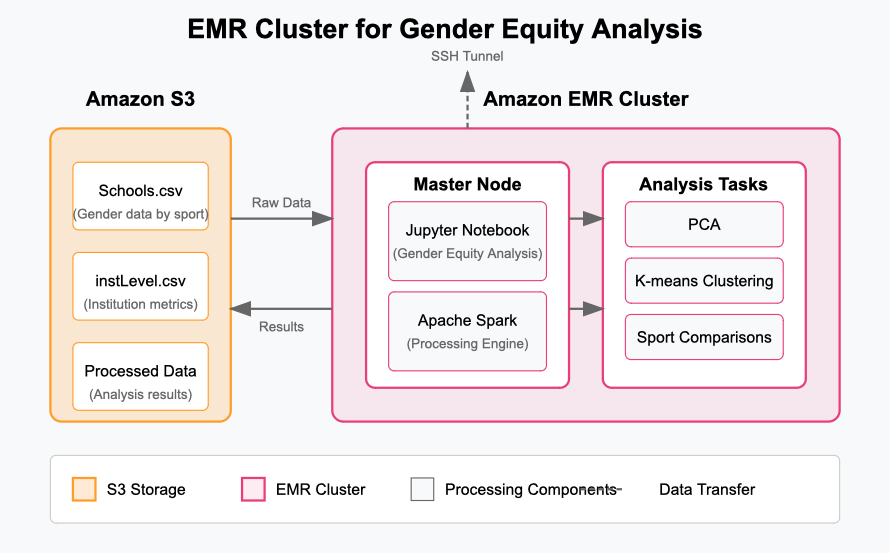 EMR Cluster for Gender Equity Analysis
SSH Tunnel
Amazon S3
Amazon EMR Cluster
Schools.csv
(Gender data by sport)
instLevel.csv
(Institution metrics)
Processed Data
(Analysis results)
Raw Data
Results
Master Node
Jupyter Notebook
(Gender Equity Analysis)
Apache Spark
(Processing Engine)
Analysis Tasks
PCA
K-means Clustering
Sport Comparisons
S3 Storage
EMR Cluster
Processing Components
Data Transfer